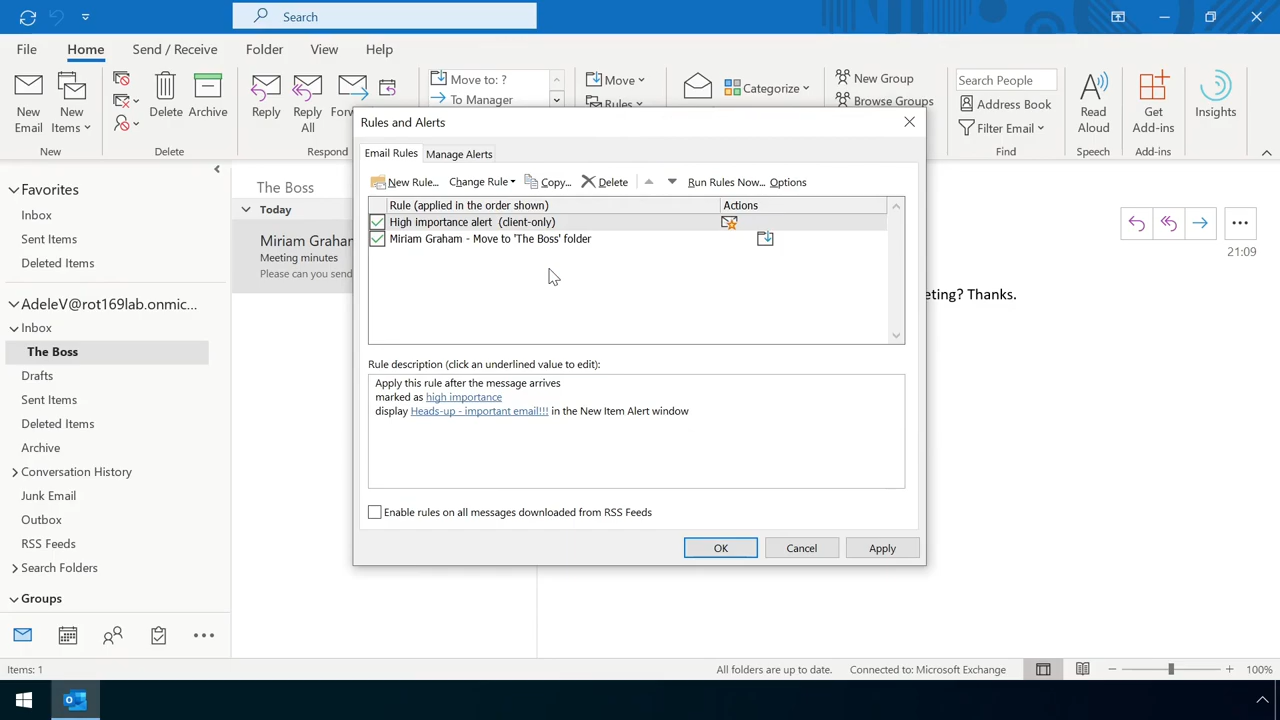 Search
File Home Send / Receive Folder View Help
New Email
New Items
Delete
Archive
Reply
Reply All
Move to: ?
To Manager
Move
Rules
Categorize
New Group
Browse Groups
Search People
Address Book
Filter Email
Read Aloud
Get Add-ins
Insights
New
Delete
Respond
Find
Speech
Add-ins
Favorites
Inbox
Sent Items
Deleted Items
AdeleV@rot169lab.onmic...
Inbox
The Boss
Drafts
Sent Items
Deleted Items
Archive
Conversation History
Junk Email
Outbox
RSS Feeds
Search Folders
Groups
The Boss
Today
Miriam Graham
Meeting minutes
Please can you send
21:09
eting? Thanks.
Rules and Alerts
Email Rules Manage Alerts
New Rule... Change Rule Copy... Delete Run Rules Now... Options
Rule (applied in the order shown) Actions
High importance alert (client-only)
Miriam Graham - Move to 'The Boss' folder
Rule description (click an underlined value to edit):
Apply this rule after the message arrives
marked as high importance
display Heads-up - important email!!! in the New Item Alert window
Enable rules on all messages downloaded from RSS Feeds
OK Cancel Apply
Items: 1
All folders are up to date. Connected to: Microsoft Exchange
100%